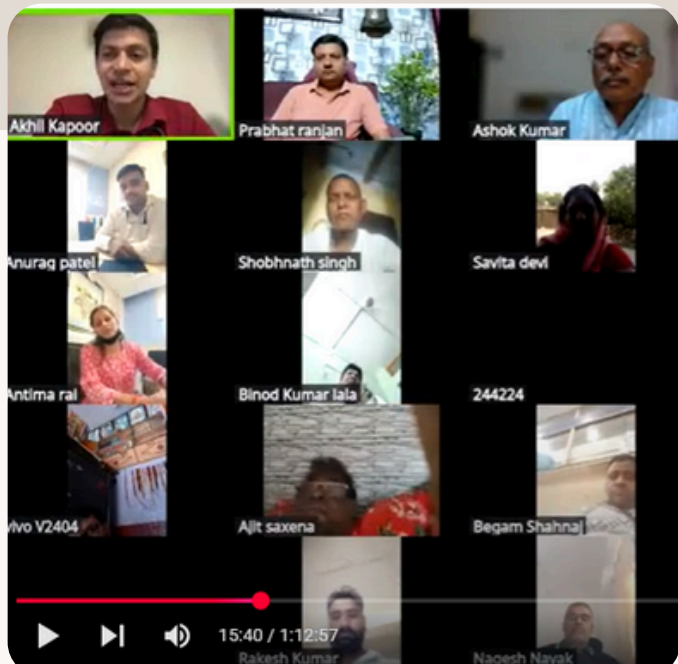 Akhil Kapoor
Prabhat ranjan
Ashok Kumar
Anurag patel
Shobhnath singh
Savita devi
Antima rai
Binod Kumar lala
244224
vivo V2404
Ajit saxena
Begam Shahnaj
15:40 / 1:12:57
Rakesh Kumar
Nagesh Nayak